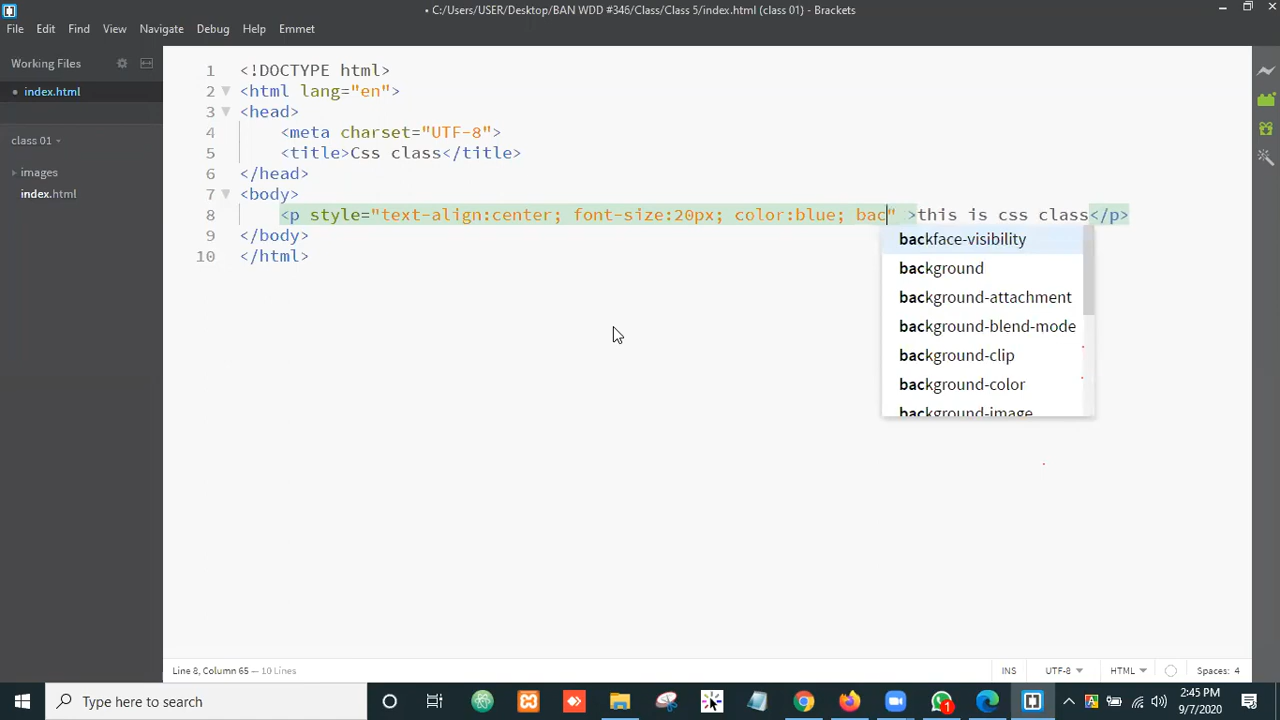 • C:/Users/USER/Desktop/BAN WDD #346/Class/Class 5/index.html (class 01) - Brackets
File Edit Find View Navigate Debug Help Emmet
Working Files
• index.html
class 01
images
index.html
1 <!DOCTYPE html>
2 <html lang="en">
3 <head>
4 <meta charset="UTF-8">
5 <title>Css class</title>
6 </head>
7 <body>
8 <p style="text-align:center; font-size:20px; color:blue; bac" >this is css class</p>
9 </body>
10 </html>
backface-visibility
background
background-attachment
background-blend-mode
background-clip
background-color
background-image
Line 8, Column 65 — 10 Lines
INS UTF-8 HTML Spaces: 4
Type here to search
1
2:45 PM
9/7/2020